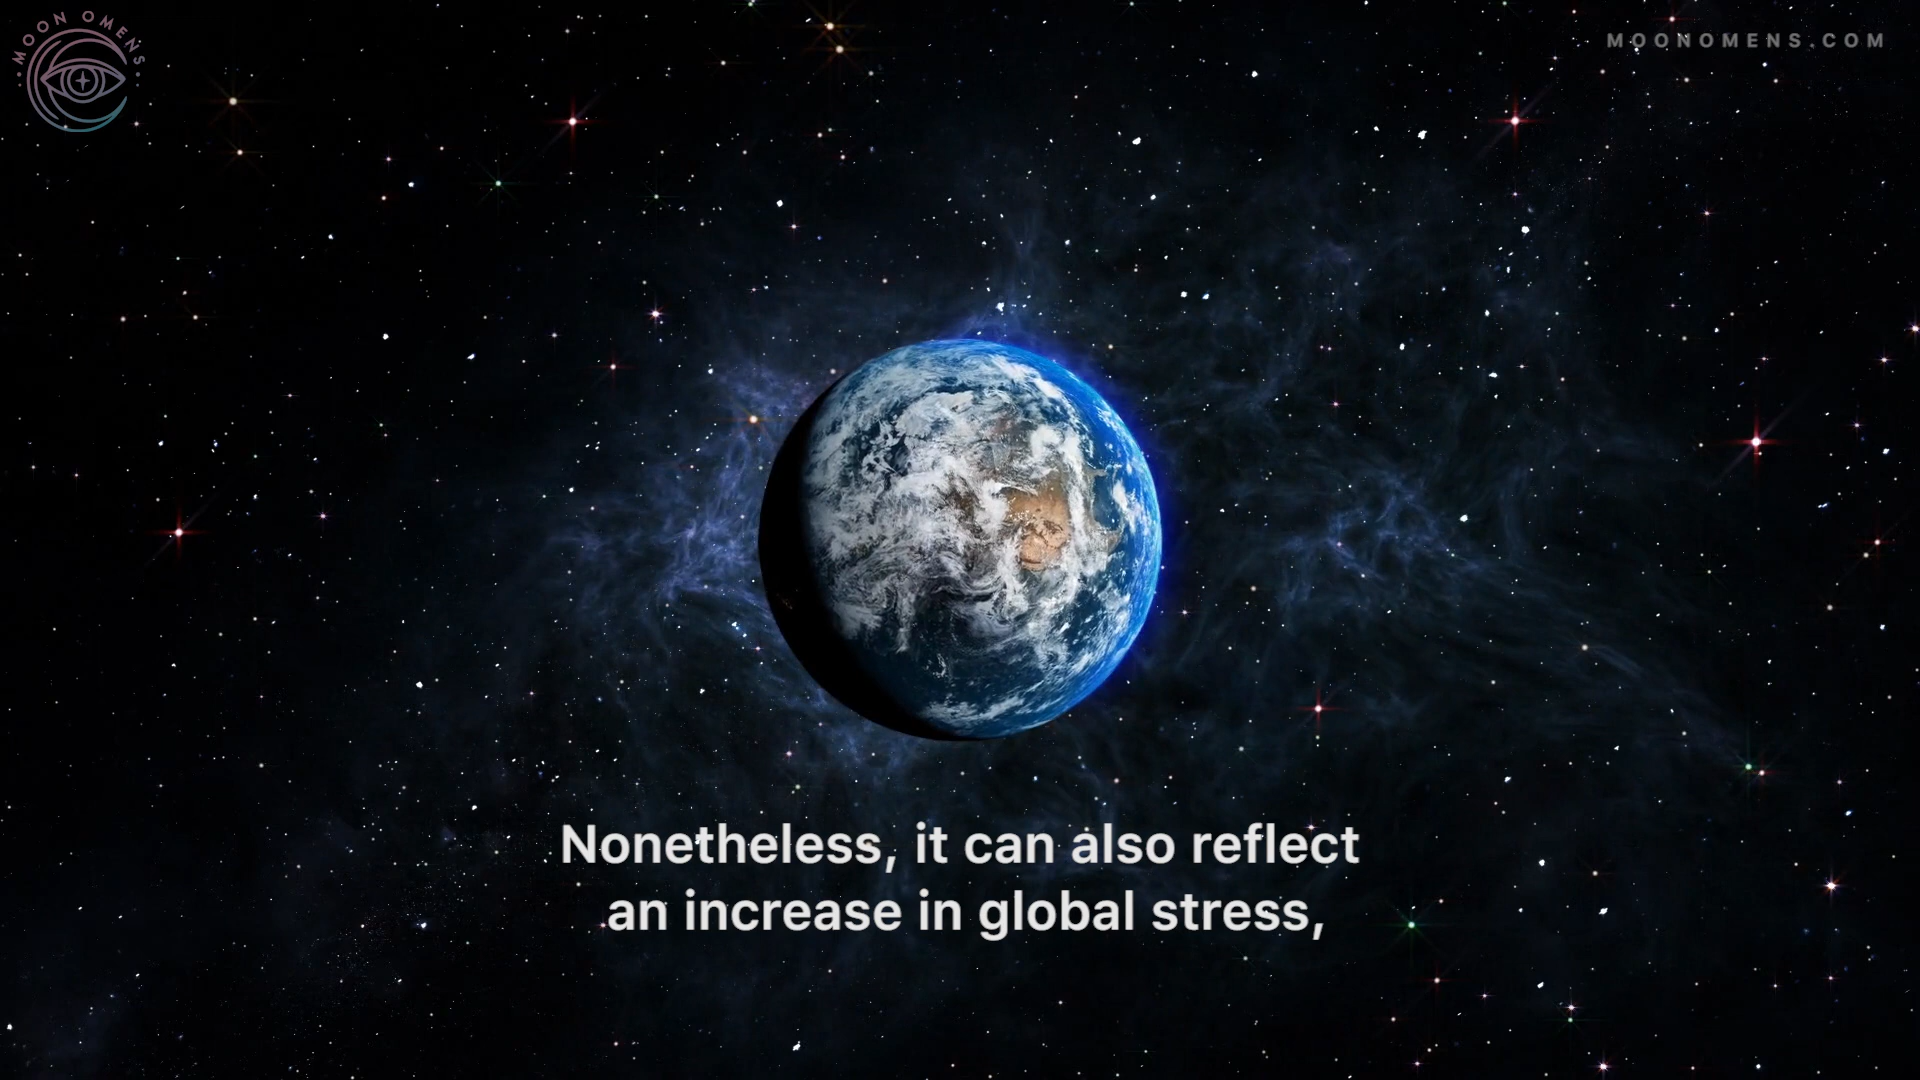 MOON OMENS
MOONOMENS.COM
Nonetheless, it can also reflect
an increase in global stress,